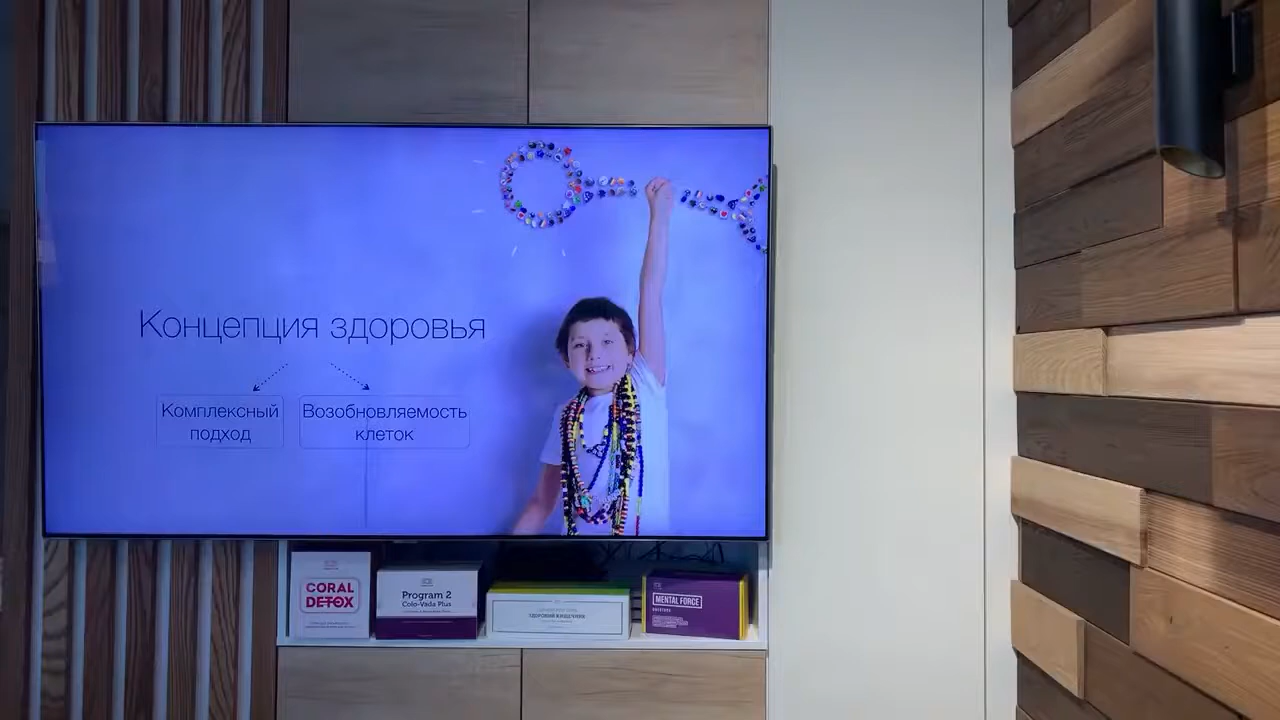 Концепция здоровья
Комплексный
подход
Возобновляемость
клеток
CORAL
DETOX
Program 2
Colo-Vada Plus
ЗДОРОВЫЙ КИШЕЧНИК
MENTAL FORCE